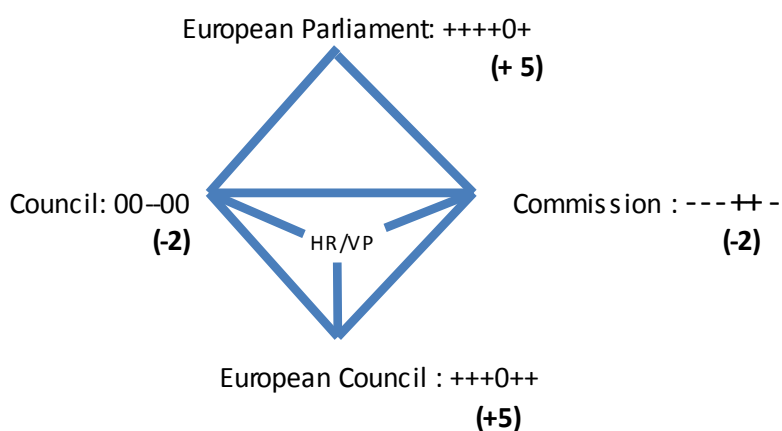 European Parliament: ++++0+
(+ 5)
Council: 00--00
(-2)
Commission : - - - ++ -
(-2)
HR/VP
European Council : +++0++
(+5)